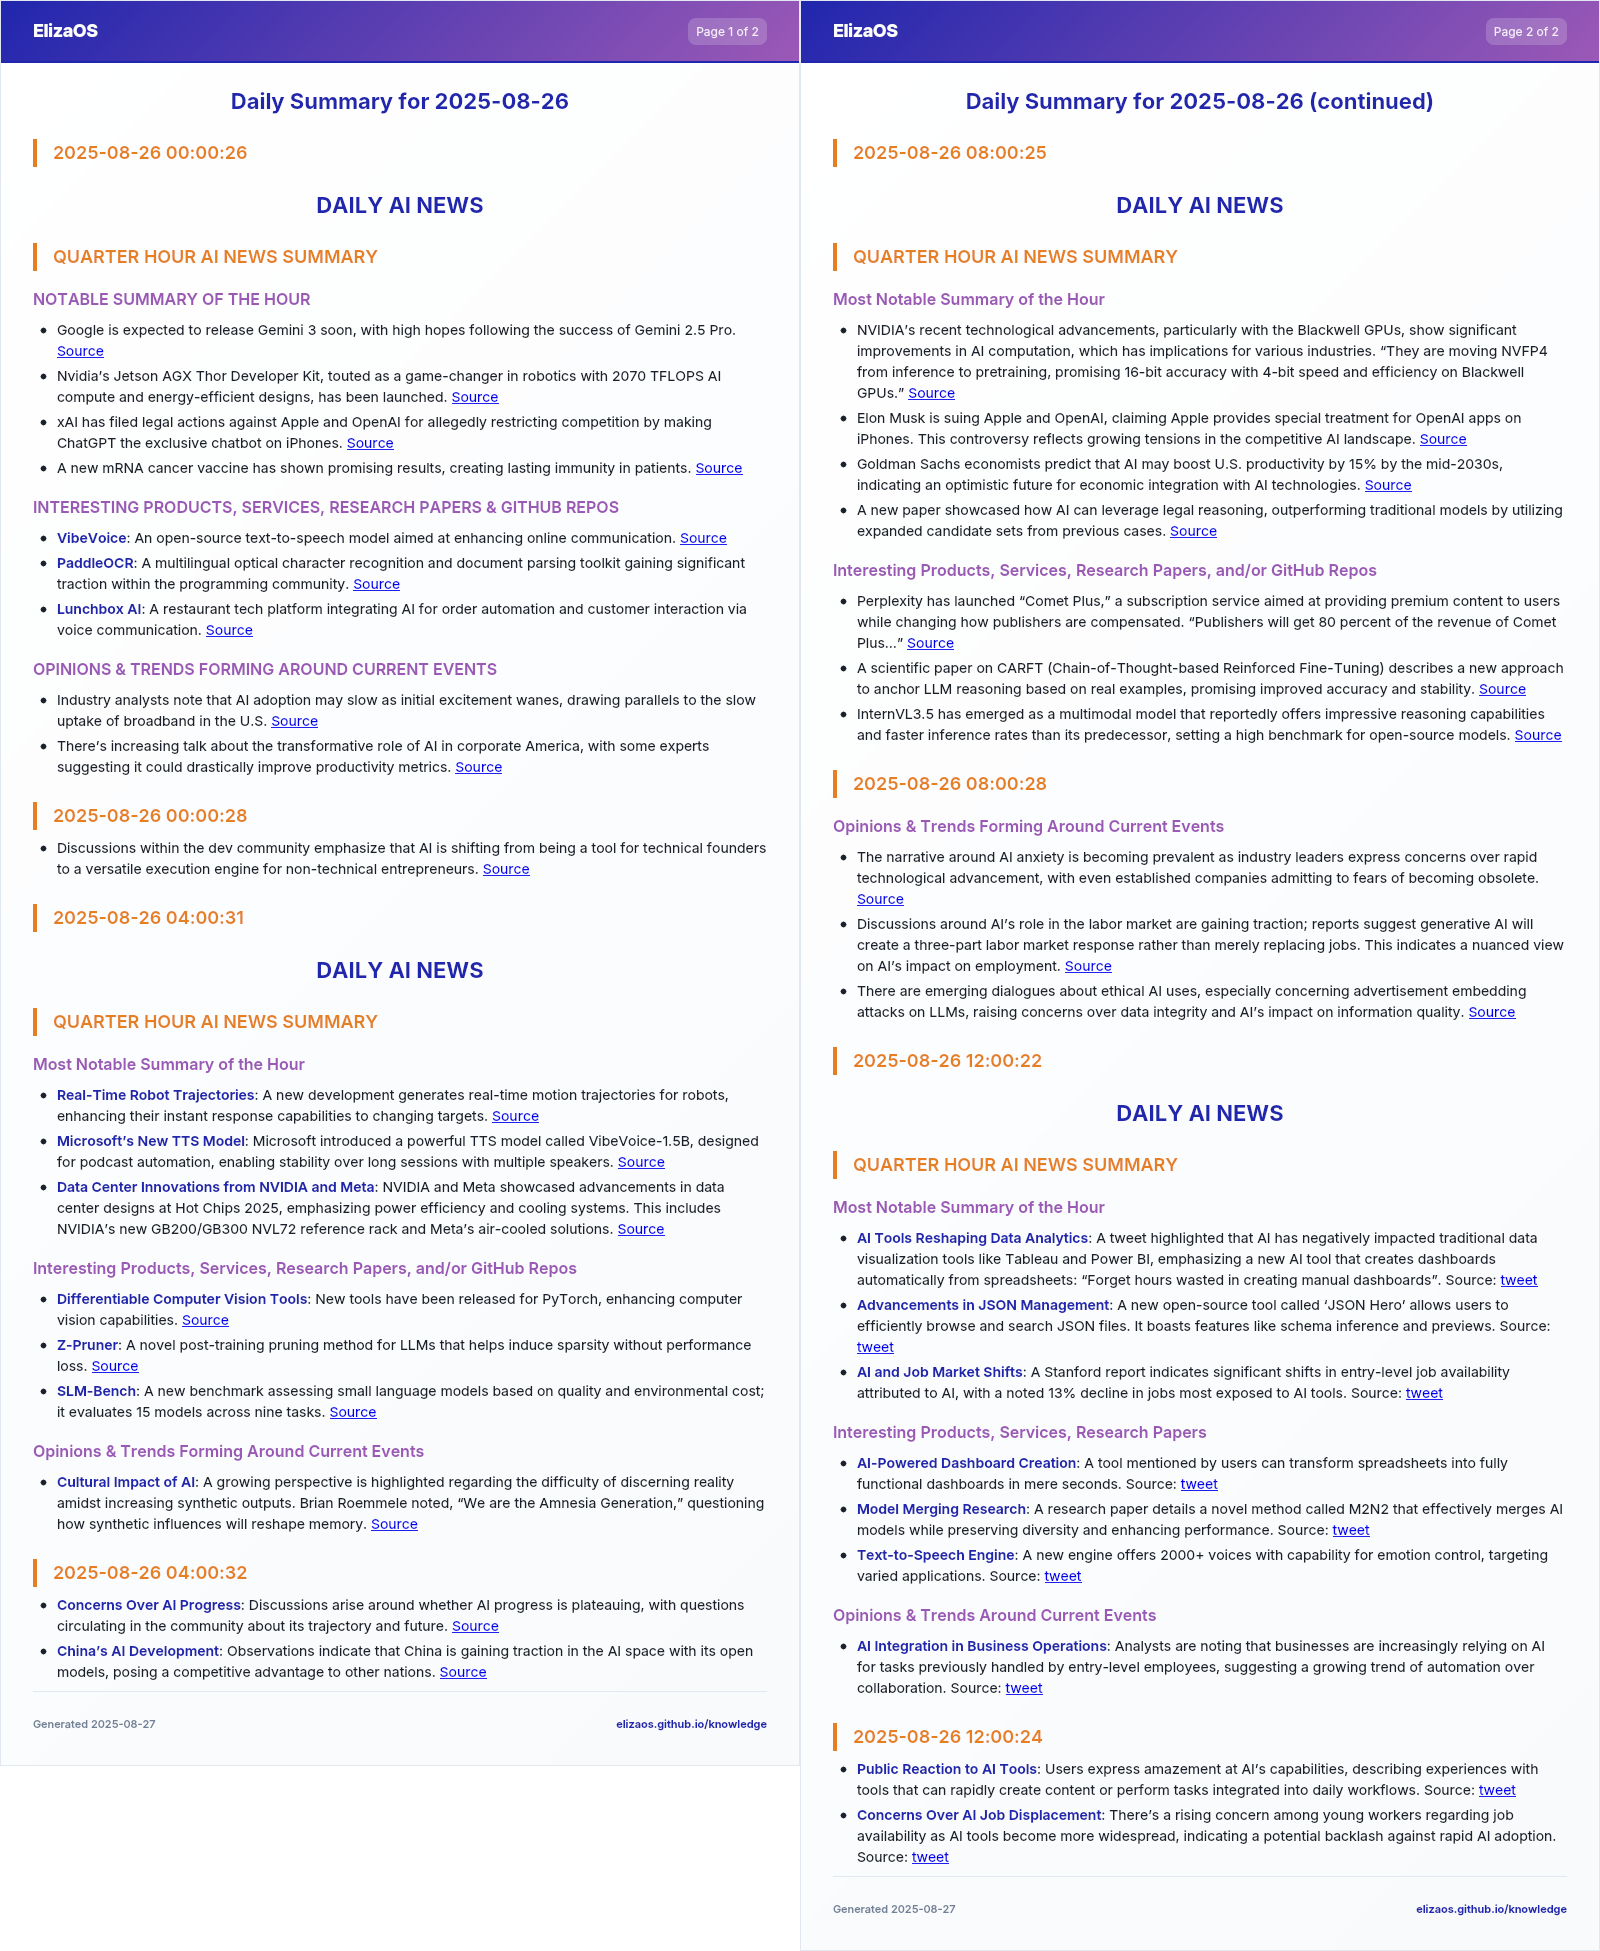 ElizaOS
Page 1 of 2
Daily Summary for 2025-08-26
2025-08-26 00:00:26
DAILY AI NEWS
QUARTER HOUR AI NEWS SUMMARY
NOTABLE SUMMARY OF THE HOUR
• Google is expected to release Gemini 3 soon, with high hopes following the success of Gemini 2.5 Pro.
Source
• Nvidia's Jetson AGX Thor Developer Kit, touted as a game-changer in robotics with 2070 TFLOPS AI
compute and energy-efficient designs, has been launched. Source
• xAI has filed legal actions against Apple and OpenAI for allegedly restricting competition by making
ChatGPT the exclusive chatbot on iPhones. Source
• A new mRNA cancer vaccine has shown promising results, creating lasting immunity in patients. Source
INTERESTING PRODUCTS, SERVICES, RESEARCH PAPERS & GITHUB REPOS
• VibeVoice: An open-source text-to-speech model aimed at enhancing online communication. Source
• PaddleOCR: A multilingual optical character recognition and document parsing toolkit gaining significant
traction within the programming community. Source
• Lunchbox AI: A restaurant tech platform integrating AI for order automation and customer interaction via
voice communication. Source
OPINIONS & TRENDS FORMING AROUND CURRENT EVENTS
• Industry analysts note that AI adoption may slow as initial excitement wanes, drawing parallels to the slow
uptake of broadband in the U.S. Source
• There's increasing talk about the transformative role of AI in corporate America, with some experts
suggesting it could drastically improve productivity metrics. Source
2025-08-26 00:00:28
• Discussions within the dev community emphasize that AI is shifting from being a tool for technical founders
to a versatile execution engine for non-technical entrepreneurs. Source
2025-08-26 04:00:31
DAILY AI NEWS
QUARTER HOUR AI NEWS SUMMARY
Most Notable Summary of the Hour
• Real-Time Robot Trajectories: A new development generates real-time motion trajectories for robots,
enhancing their instant response capabilities to changing targets. Source
• Microsoft's New TTS Model: Microsoft introduced a powerful TTS model called VibeVoice-1.5B, designed
for podcast automation, enabling stability over long sessions with multiple speakers. Source
• Data Center Innovations from NVIDIA and Meta: NVIDIA and Meta showcased advancements in data
center designs at Hot Chips 2025, emphasizing power efficiency and cooling systems. This includes
NVIDIA's new GB200/GB300 NVL72 reference rack and Meta's air-cooled solutions. Source
Interesting Products, Services, Research Papers, and/or GitHub Repos
• Differentiable Computer Vision Tools: New tools have been released for PyTorch, enhancing computer
vision capabilities. Source
• Z-Pruner: A novel post-training pruning method for LLMs that helps induce sparsity without performance
loss. Source
• SLM-Bench: A new benchmark assessing small language models based on quality and environmental cost;
it evaluates 15 models across nine tasks. Source
Opinions & Trends Forming Around Current Events
• Cultural Impact of AI: A growing perspective is highlighted regarding the difficulty of discerning reality
amidst increasing synthetic outputs. Brian Roemmele noted, “We are the Amnesia Generation,” questioning
how synthetic influences will reshape memory. Source
2025-08-26 04:00:32
• Concerns Over AI Progress: Discussions arise around whether AI progress is plateauing, with questions
circulating in the community about its trajectory and future. Source
• China's AI Development: Observations indicate that China is gaining traction in the AI space with its open
models, posing a competitive advantage to other nations. Source
Generated 2025-08-27
elizaos.github.io/knowledge
ElizaOS
Page 2 of 2
Daily Summary for 2025-08-26 (continued)
2025-08-26 08:00:25
DAILY AI NEWS
QUARTER HOUR AI NEWS SUMMARY
Most Notable Summary of the Hour
• NVIDIA's recent technological advancements, particularly with the Blackwell GPUs, show significant
improvements in AI computation, which has implications for various industries. “They are moving NVFP4
from inference to pretraining, promising 16-bit accuracy with 4-bit speed and efficiency on Blackwell
GPUs.” Source
• Elon Musk is suing Apple and OpenAI, claiming Apple provides special treatment for OpenAI apps on
iPhones. This controversy reflects growing tensions in the competitive AI landscape. Source
• Goldman Sachs economists predict that AI may boost U.S. productivity by 15% by the mid-2030s,
indicating an optimistic future for economic integration with AI technologies. Source
• A new paper showcased how AI can leverage legal reasoning, outperforming traditional models by utilizing
expanded candidate sets from previous cases. Source
Interesting Products, Services, Research Papers, and/or GitHub Repos
• Perplexity has launched “Comet Plus,” a subscription service aimed at providing premium content to users
while changing how publishers are compensated. “Publishers will get 80 percent of the revenue of Comet
Plus...” Source
• A scientific paper on CARFT (Chain-of-Thought-based Reinforced Fine-Tuning) describes a new approach
to anchor LLM reasoning based on real examples, promising improved accuracy and stability. Source
• InternVL3.5 has emerged as a multimodal model that reportedly offers impressive reasoning capabilities
and faster inference rates than its predecessor, setting a high benchmark for open-source models. Source
2025-08-26 08:00:28
Opinions & Trends Forming Around Current Events
• The narrative around AI anxiety is becoming prevalent as industry leaders express concerns over rapid
technological advancement, with even established companies admitting to fears of becoming obsolete.
Source
• Discussions around AI's role in the labor market are gaining traction; reports suggest generative AI will
create a three-part labor market response rather than merely replacing jobs. This indicates a nuanced view
on AI's impact on employment. Source
• There are emerging dialogues about ethical AI uses, especially concerning advertisement embedding
attacks on LLMs, raising concerns over data integrity and AI's impact on information quality. Source
2025-08-26 12:00:22
DAILY AI NEWS
QUARTER HOUR AI NEWS SUMMARY
Most Notable Summary of the Hour
• AI Tools Reshaping Data Analytics: A tweet highlighted that AI has negatively impacted traditional data
visualization tools like Tableau and Power BI, emphasizing a new AI tool that creates dashboards
automatically from spreadsheets: “Forget hours wasted in creating manual dashboards”. Source: tweet
• Advancements in JSON Management: A new open-source tool called ‘JSON Hero’ allows users to
efficiently browse and search JSON files. It boasts features like schema inference and previews. Source:
tweet
• AI and Job Market Shifts: A Stanford report indicates significant shifts in entry-level job availability
attributed to AI, with a noted 13% decline in jobs most exposed to AI tools. Source: tweet
Interesting Products, Services, Research Papers
• AI-Powered Dashboard Creation: A tool mentioned by users can transform spreadsheets into fully
functional dashboards in mere seconds. Source: tweet
• Model Merging Research: A research paper details a novel method called M2N2 that effectively merges AI
models while preserving diversity and enhancing performance. Source: tweet
• Text-to-Speech Engine: A new engine offers 2000+ voices with capability for emotion control, targeting
varied applications. Source: tweet
Opinions & Trends Around Current Events
• AI Integration in Business Operations: Analysts are noting that businesses are increasingly relying on AI
for tasks previously handled by entry-level employees, suggesting a growing trend of automation over
collaboration. Source: tweet
2025-08-26 12:00:24
• Public Reaction to AI Tools: Users express amazement at AI's capabilities, describing experiences with
tools that can rapidly create content or perform tasks integrated into daily workflows. Source: tweet
• Concerns Over AI Job Displacement: There's a rising concern among young workers regarding job
availability as AI tools become more widespread, indicating a potential backlash against rapid AI adoption.
Source: tweet
Generated 2025-08-27
elizaos.github.io/knowledge